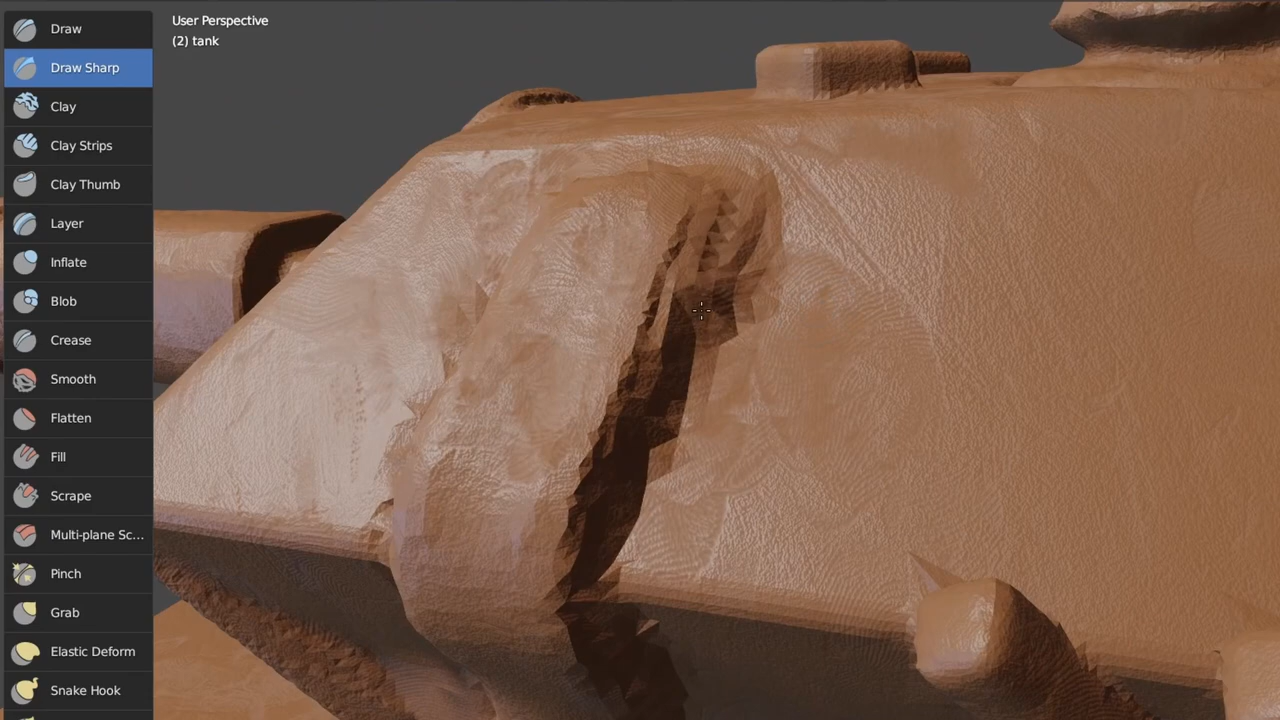 User Perspective
(2) tank
Draw
Draw Sharp
Clay
Clay Strips
Clay Thumb
Layer
Inflate
Blob
Crease
Smooth
Flatten
Fill
Scrape
Multi-plane Sc...
Pinch
Grab
Elastic Deform
Snake Hook